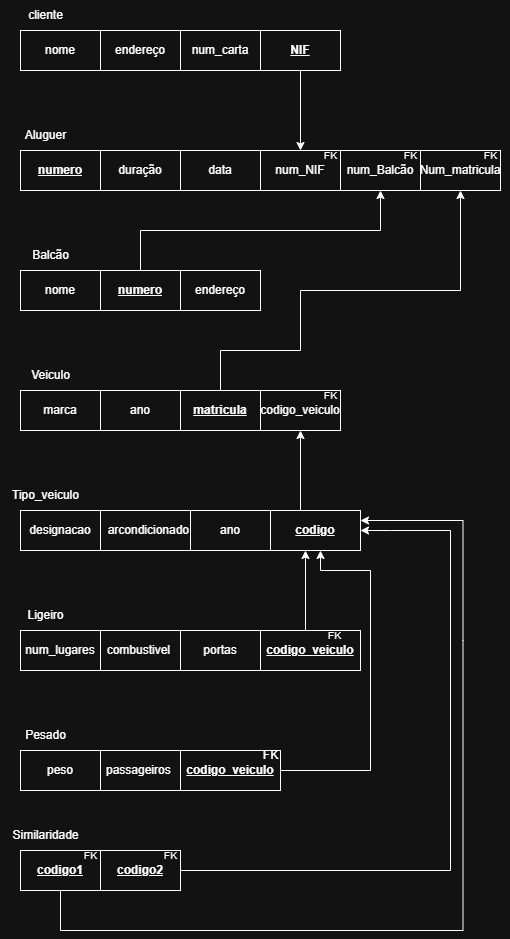 cliente
nome endereço num_carta NIF
Aluguer
numero duração data num_NIF FK num_Balcão FK Num_matricula FK
Balcão
nome numero endereço
Veiculo
marca ano matricula codigo_veiculo FK
Tipo_veiculo
designacao arcondicionado ano codigo
Ligeiro
num_lugares combustivel portas codigo_veiculo FK
Pesado
peso passageiros codigo_veiculo FK
Similaridade
codigo1 FK codigo2 FK